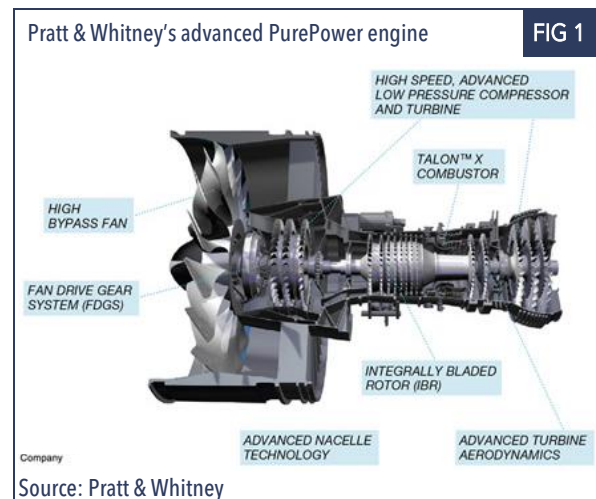 Pratt & Whitney's advanced PurePower engine
FIG 1
HIGH SPEED, ADVANCED
LOW PRESSURE COMPRESSOR
AND TURBINE
TALON™ X
COMBUSTOR
HIGH
BYPASS FAN
FAN DRIVE GEAR
SYSTEM (FDGS)
INTEGRALLY BLADED
ROTOR (IBR)
ADVANCED NACELLE
TECHNOLOGY
ADVANCED TURBINE
AERODYNAMICS
Company
Source: Pratt & Whitney